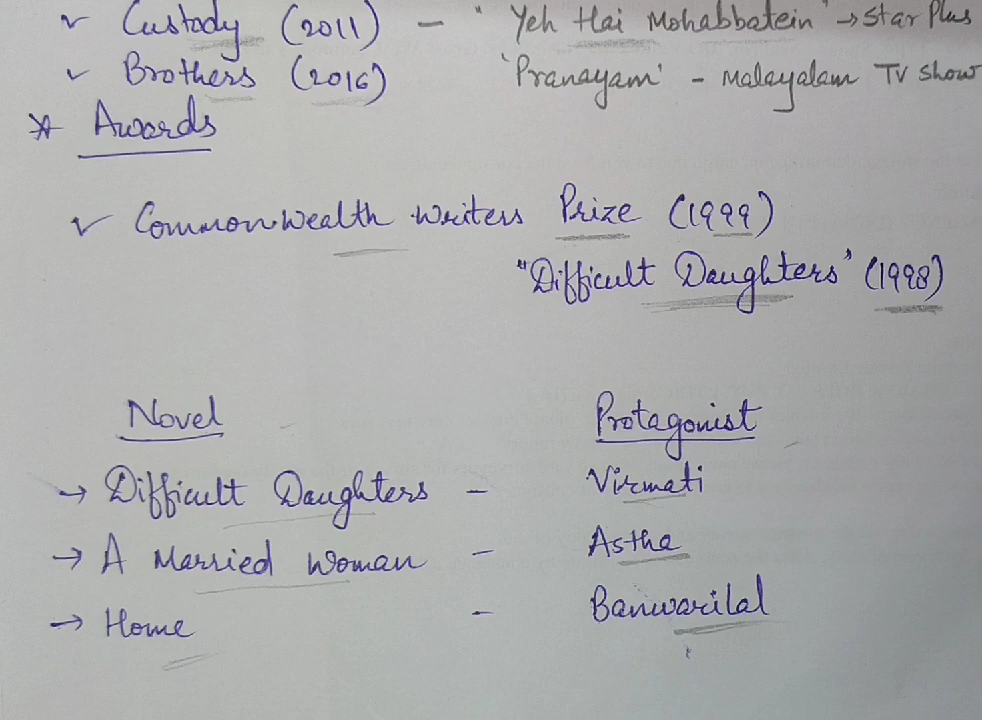 ✓ Custody (2011) – 'Yeh Hai Mohabbatein' → Star Plus
✓ Brothers (2016) 'Pranayam' - Malayalam TV show
* Awards
✓ Commonwealth Writers Prize (1999)
"Difficult Daughters" (1998)
Novel Protagonist
→ Difficult Daughters – Virmati
→ A Married Woman – Astha
→ Home – Banwarilal